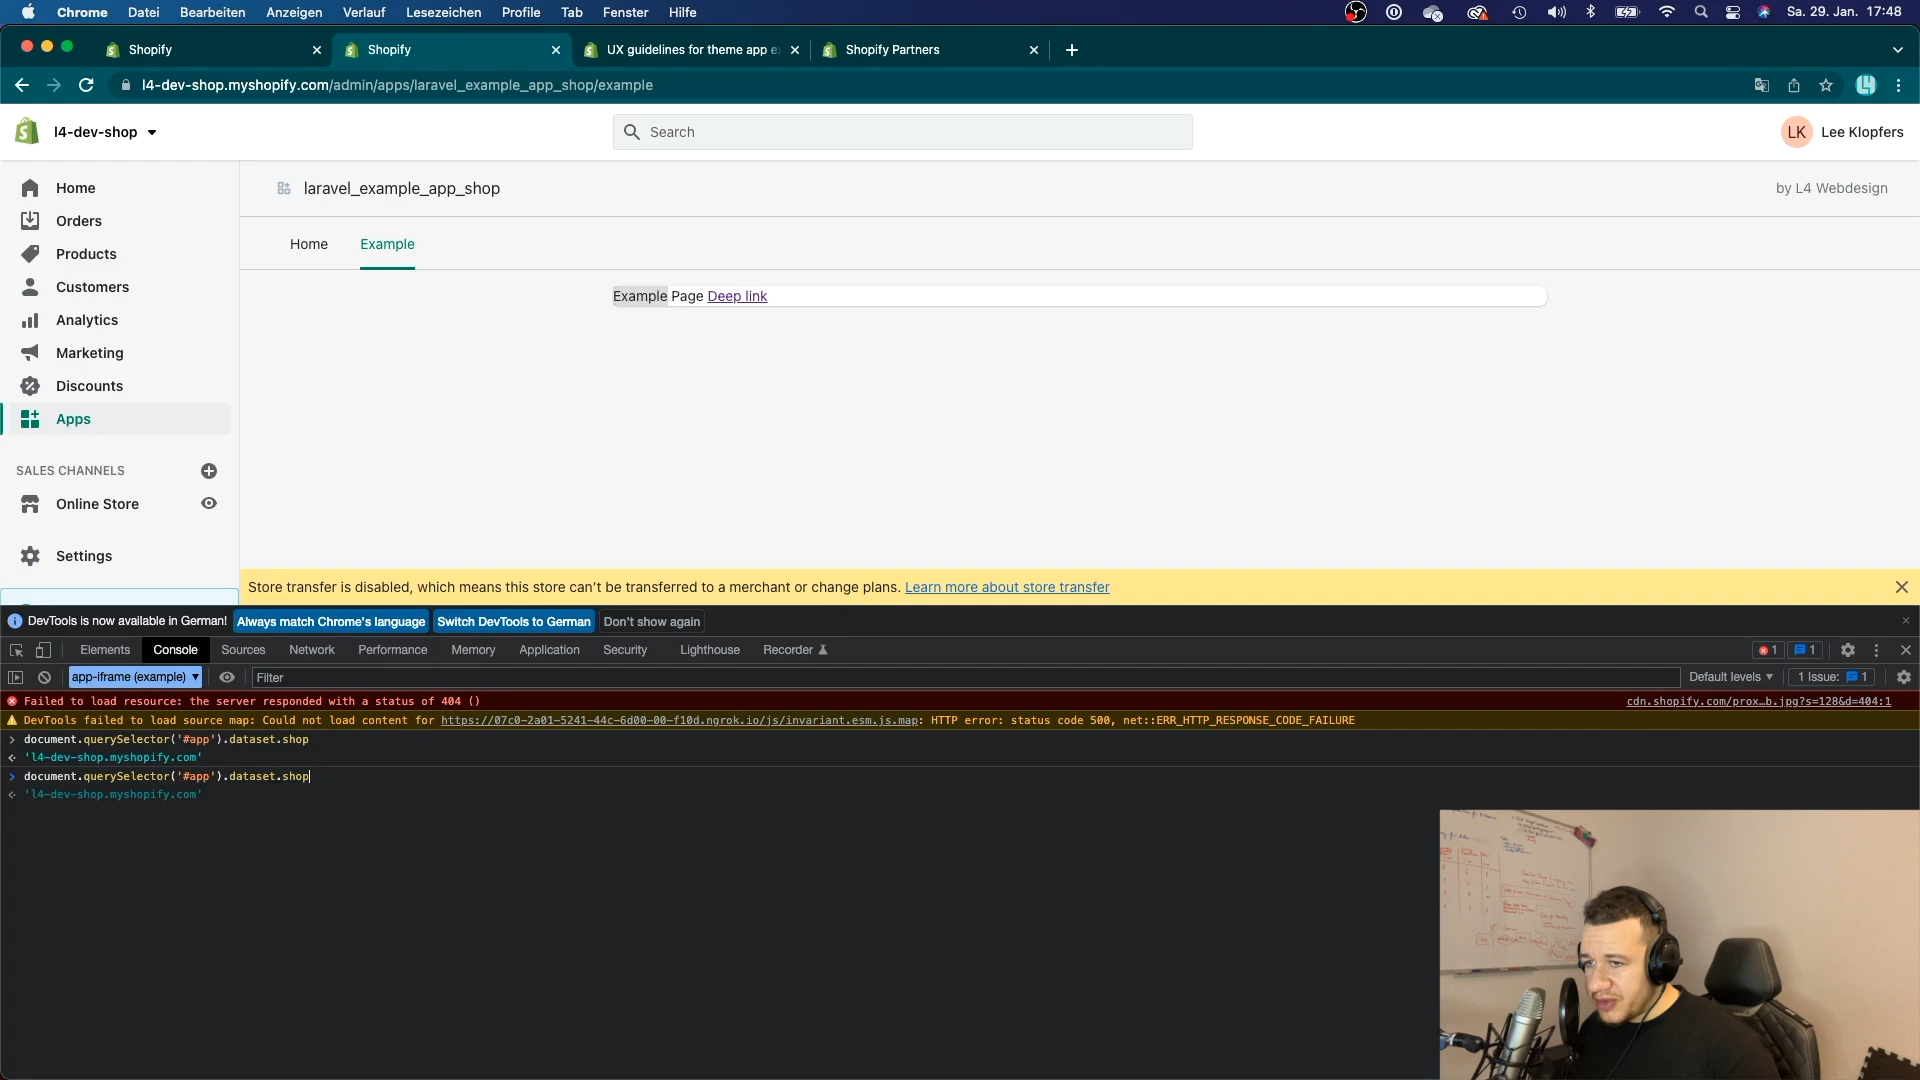 Chrome Datei Bearbeiten Anzeigen Verlauf Lesezeichen Profile Tab Fenster Hilfe Sa. 29. Jan. 17:48
Shopify Shopify UX guidelines for theme app e Shopify Partners
l4-dev-shop.myshopify.com/admin/apps/laravel_example_app_shop/example
l4-dev-shop Search LK Lee Klopfers
Home
Orders
Products
Customers
Analytics
Marketing
Discounts
Apps
SALES CHANNELS
Online Store
Settings
laravel_example_app_shop by L4 Webdesign
Home Example
Example Page Deep link
Store transfer is disabled, which means this store can't be transferred to a merchant or change plans. Learn more about store transfer
DevTools is now available in German! Always match Chrome's language Switch DevTools to German Don't show again
Elements Console Sources Network Performance Memory Application Security Lighthouse Recorder 1 1
app-iframe (example) Filter Default levels 1 Issue: 1
Failed to load resource: the server responded with a status of 404 () cdn.shopify.com/prox…b.jpg?s=128&d=404:1
DevTools failed to load source map: Could not load content for https://07c0-2a01-5241-44c-6d00-00-f10d.ngrok.io/js/invariant.esm.js.map: HTTP error: status code 500, net::ERR_HTTP_RESPONSE_CODE_FAILURE
> document.querySelector('#app').dataset.shop
'l4-dev-shop.myshopify.com'
> document.querySelector('#app').dataset.shop
'l4-dev-shop.myshopify.com'